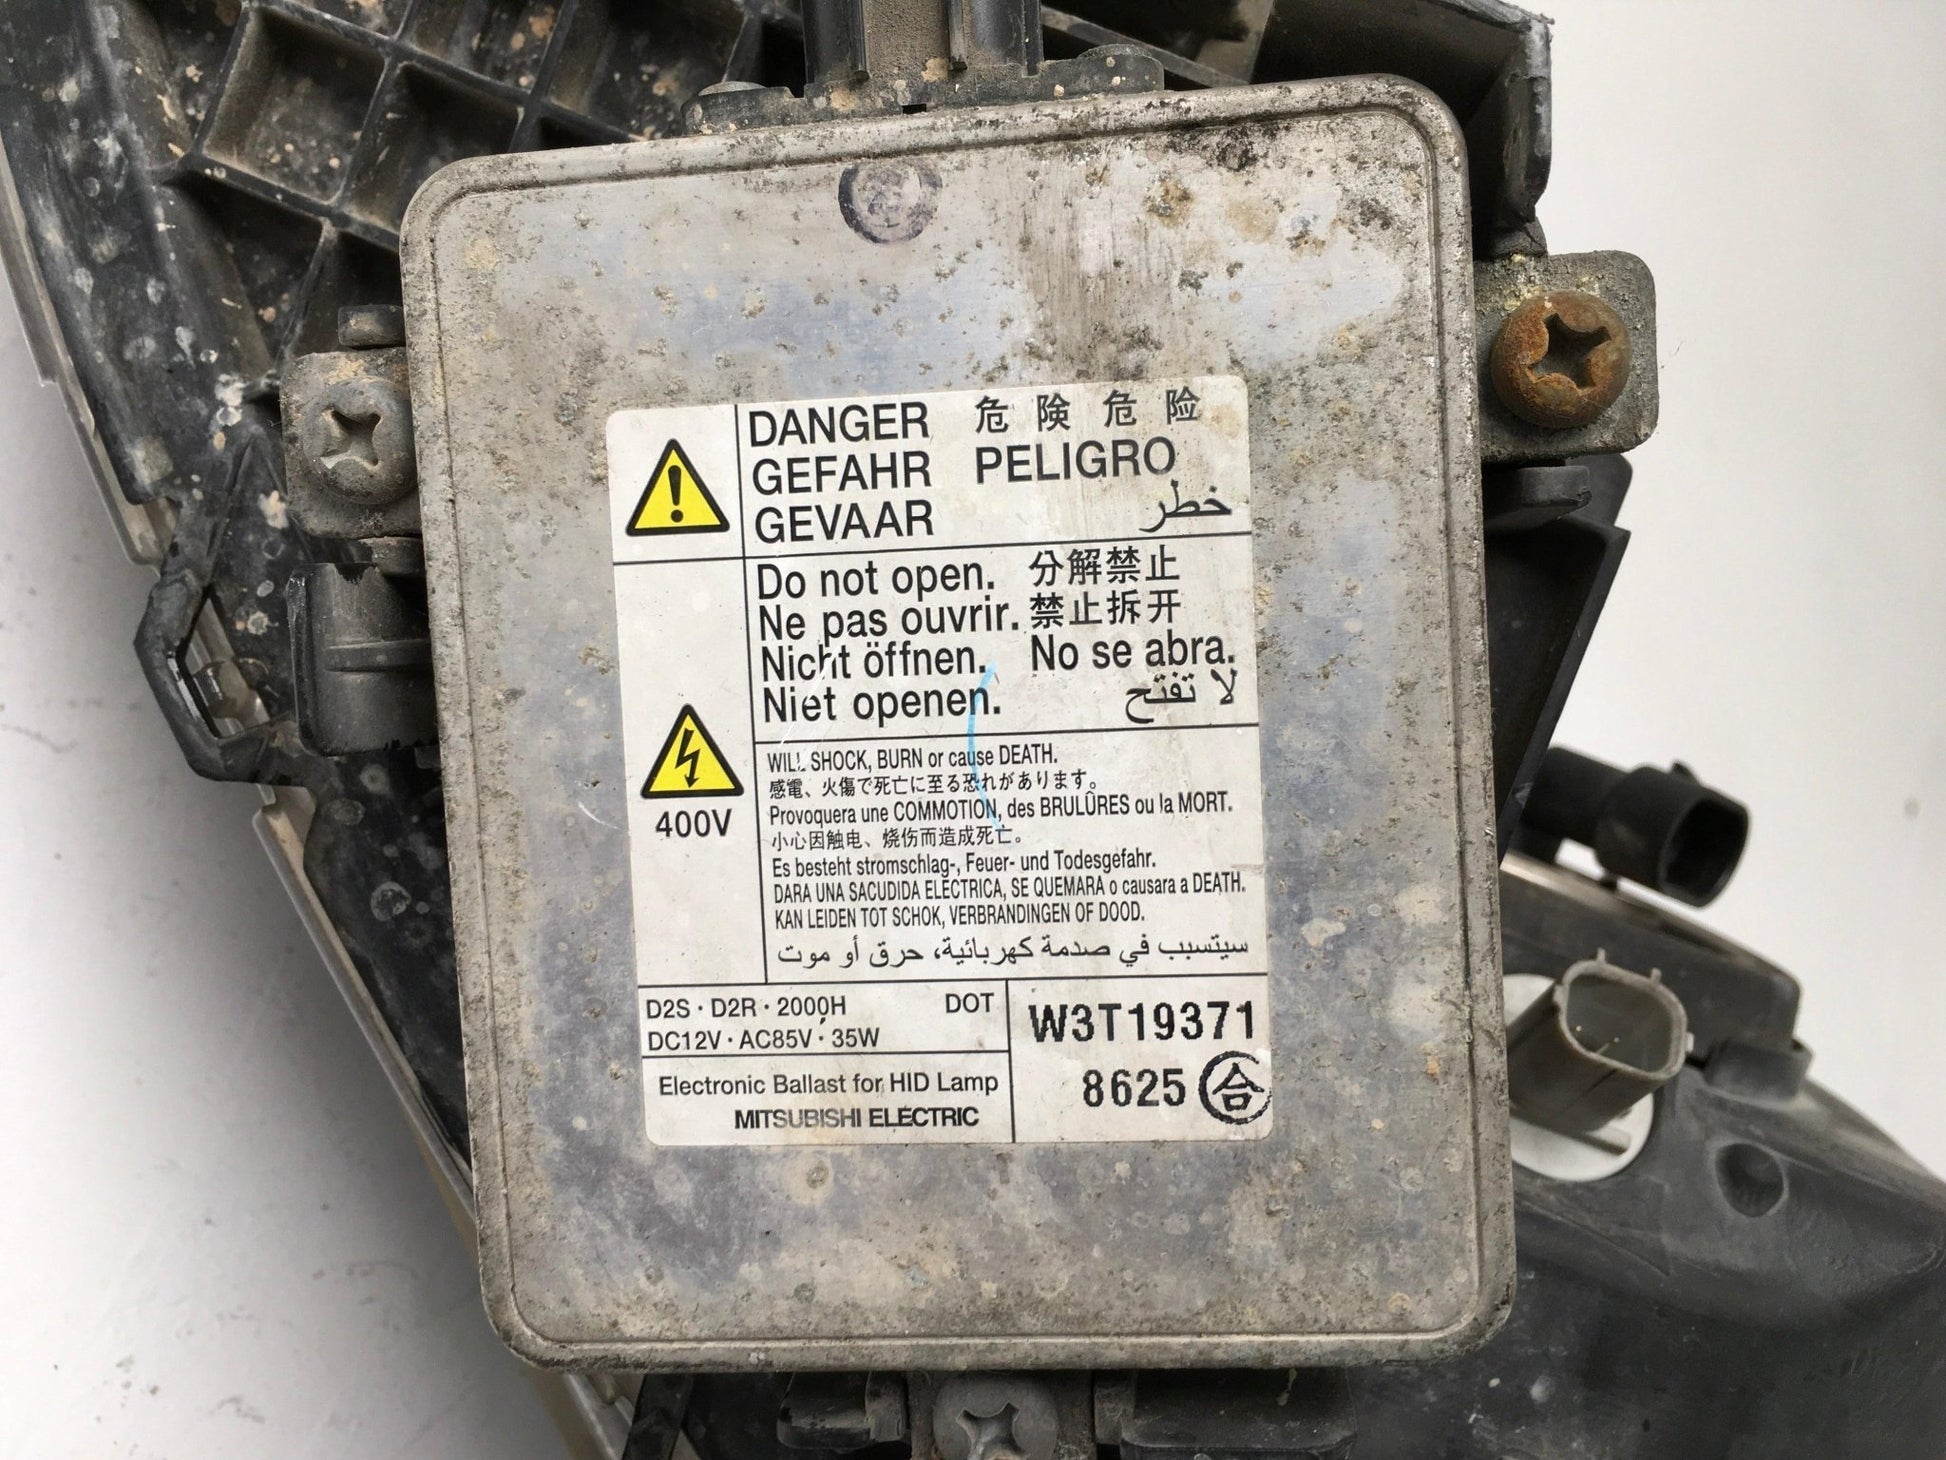 DANGER 危険 危险
GEFAHR PELIGRO
GEVAAR خطر
Do not open. 分解禁止
Ne pas ouvrir. 禁止拆开
Nicht öffnen. No se abra.
Niet openen. لا تفتح
400V
WILL SHOCK, BURN or cause DEATH.
感電、火傷で死亡に至る恐れがあります。
Provoquera une COMMOTION, des BRULÛRES ou la MORT.
小心因触电、烧伤而造成死亡。
Es besteht stromschlag-, Feuer- und Todesgefahr.
DARA UNA SACUDIDA ELECTRICA, SE QUEMARA o causara a DEATH.
KAN LEIDEN TOT SCHOK, VERBRANDINGEN OF DOOD.
سيتسبب في صدمة كهربائية، حرق أو موت
D2S · D2R · 2000H DOT
DC12V · AC85V · 35W
Electronic Ballast for HID Lamp
MITSUBISHI ELECTRIC
W3T19371
8625 合